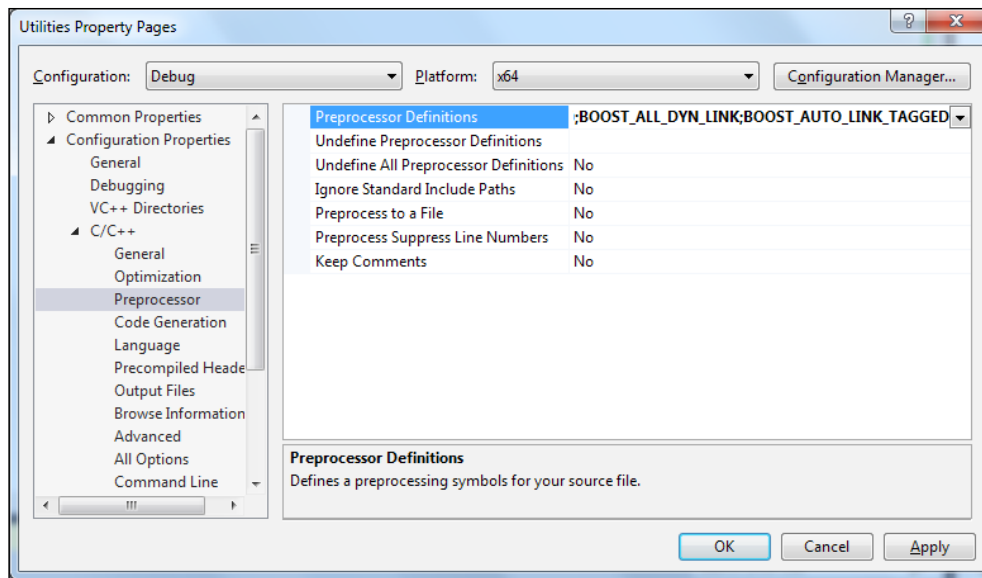 Utilities Property Pages
Configuration: Debug Platform: x64 Configuration Manager...
Common Properties
Configuration Properties
General
Debugging
VC++ Directories
C/C++
General
Optimization
Preprocessor
Code Generation
Language
Precompiled Heade
Output Files
Browse Information
Advanced
All Options
Command Line
Preprocessor Definitions ;BOOST_ALL_DYN_LINK;BOOST_AUTO_LINK_TAGGED
Undefine Preprocessor Definitions
Undefine All Preprocessor Definitions No
Ignore Standard Include Paths No
Preprocess to a File No
Preprocess Suppress Line Numbers No
Keep Comments No
Preprocessor Definitions
Defines a preprocessing symbols for your source file.
OK Cancel Apply